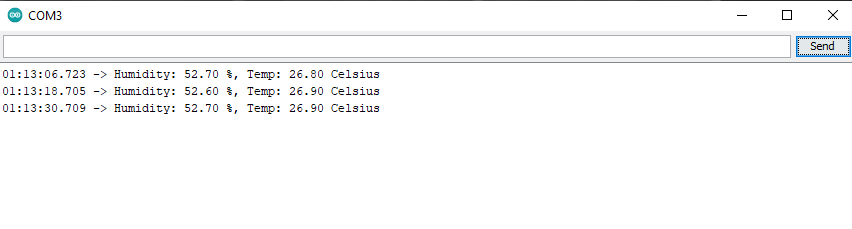 COM3
Send
01:13:06.723 -> Humidity: 52.70 %, Temp: 26.80 Celsius
01:13:18.705 -> Humidity: 52.60 %, Temp: 26.90 Celsius
01:13:30.709 -> Humidity: 52.70 %, Temp: 26.90 Celsius